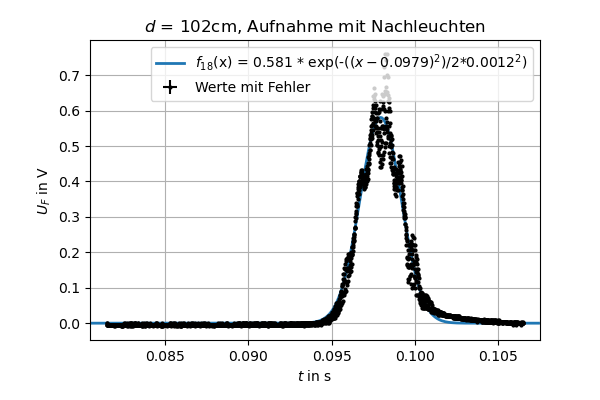 d = 102cm, Aufnahme mit Nachleuchten
f₁₈(x) = 0.581 * exp(-((x − 0.0979)²)/2*0.0012²)
Werte mit Fehler
0.7
0.6
0.5
0.4
0.3
0.2
0.1
0.0
U_F in V
0.085 0.090 0.095 0.100 0.105
t in s